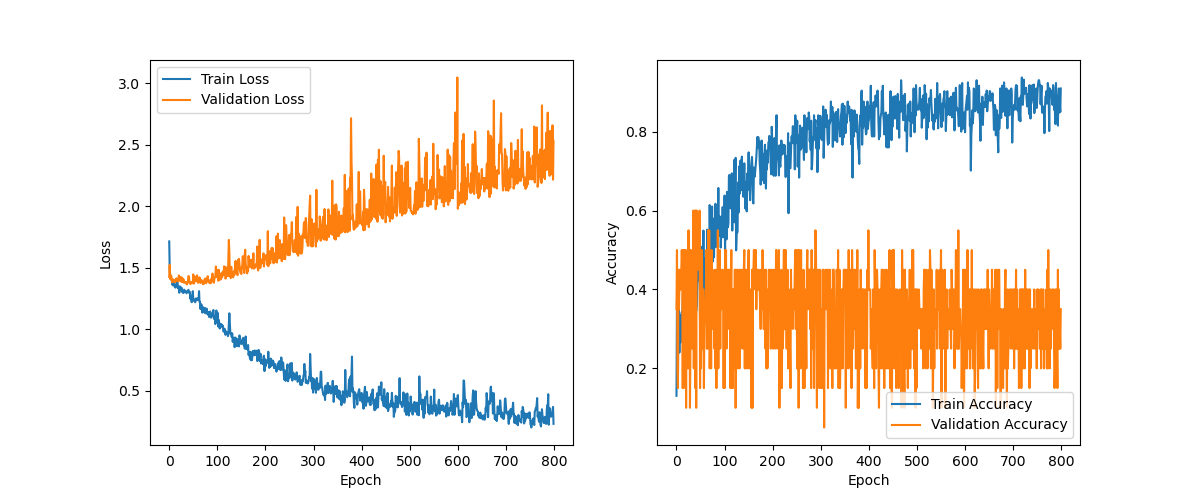 Train Loss
Validation Loss
3.0
2.5
2.0
1.5
1.0
0.5
Loss
0 100 200 300 400 500 600 700 800
Epoch
0.8
0.6
0.4
0.2
Accuracy
Train Accuracy
Validation Accuracy
0 100 200 300 400 500 600 700 800
Epoch